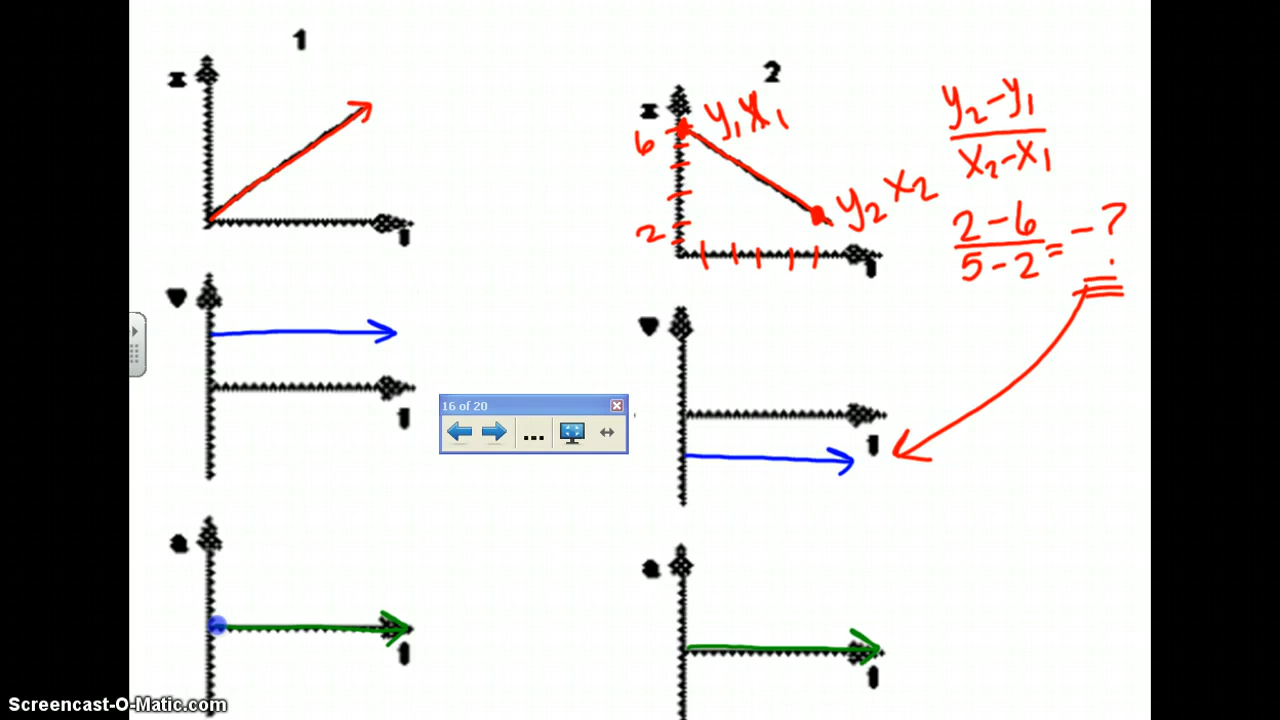 1
x
t
v
t
a
t
2
x
6
2
y₁ x₁
y₂ x₂
t
v
t
a
t
y₂-y₁
x₂-x₁
2-6
5-2
= -?
16 of 20
...
Screencast-O-Matic.com